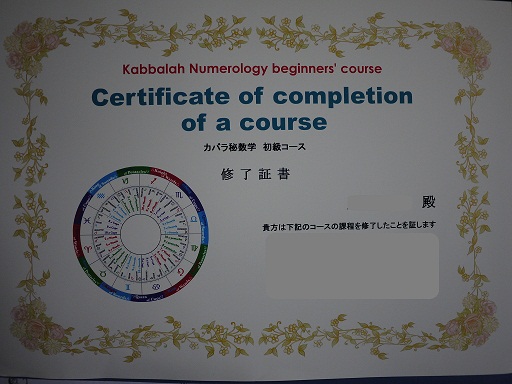 Kabbalah Numerology beginners' course
Certificate of completion
of a course
カバラ秘数学 初級コース
修了証書
殿
貴方は下記のコースの課程を修了したことを証します